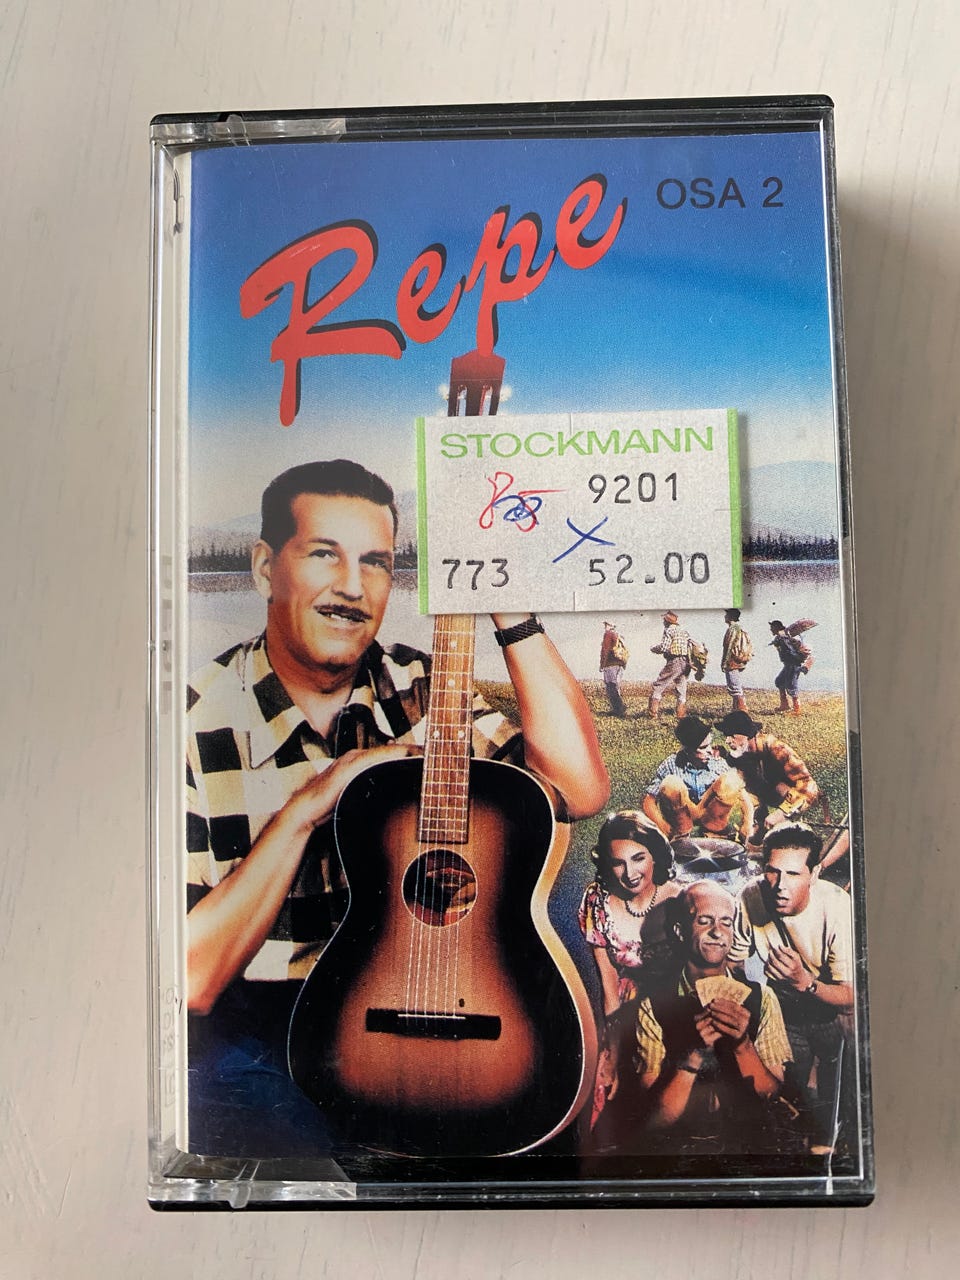 Repe
OSA 2
STOCKMANN
9201
773 52.00